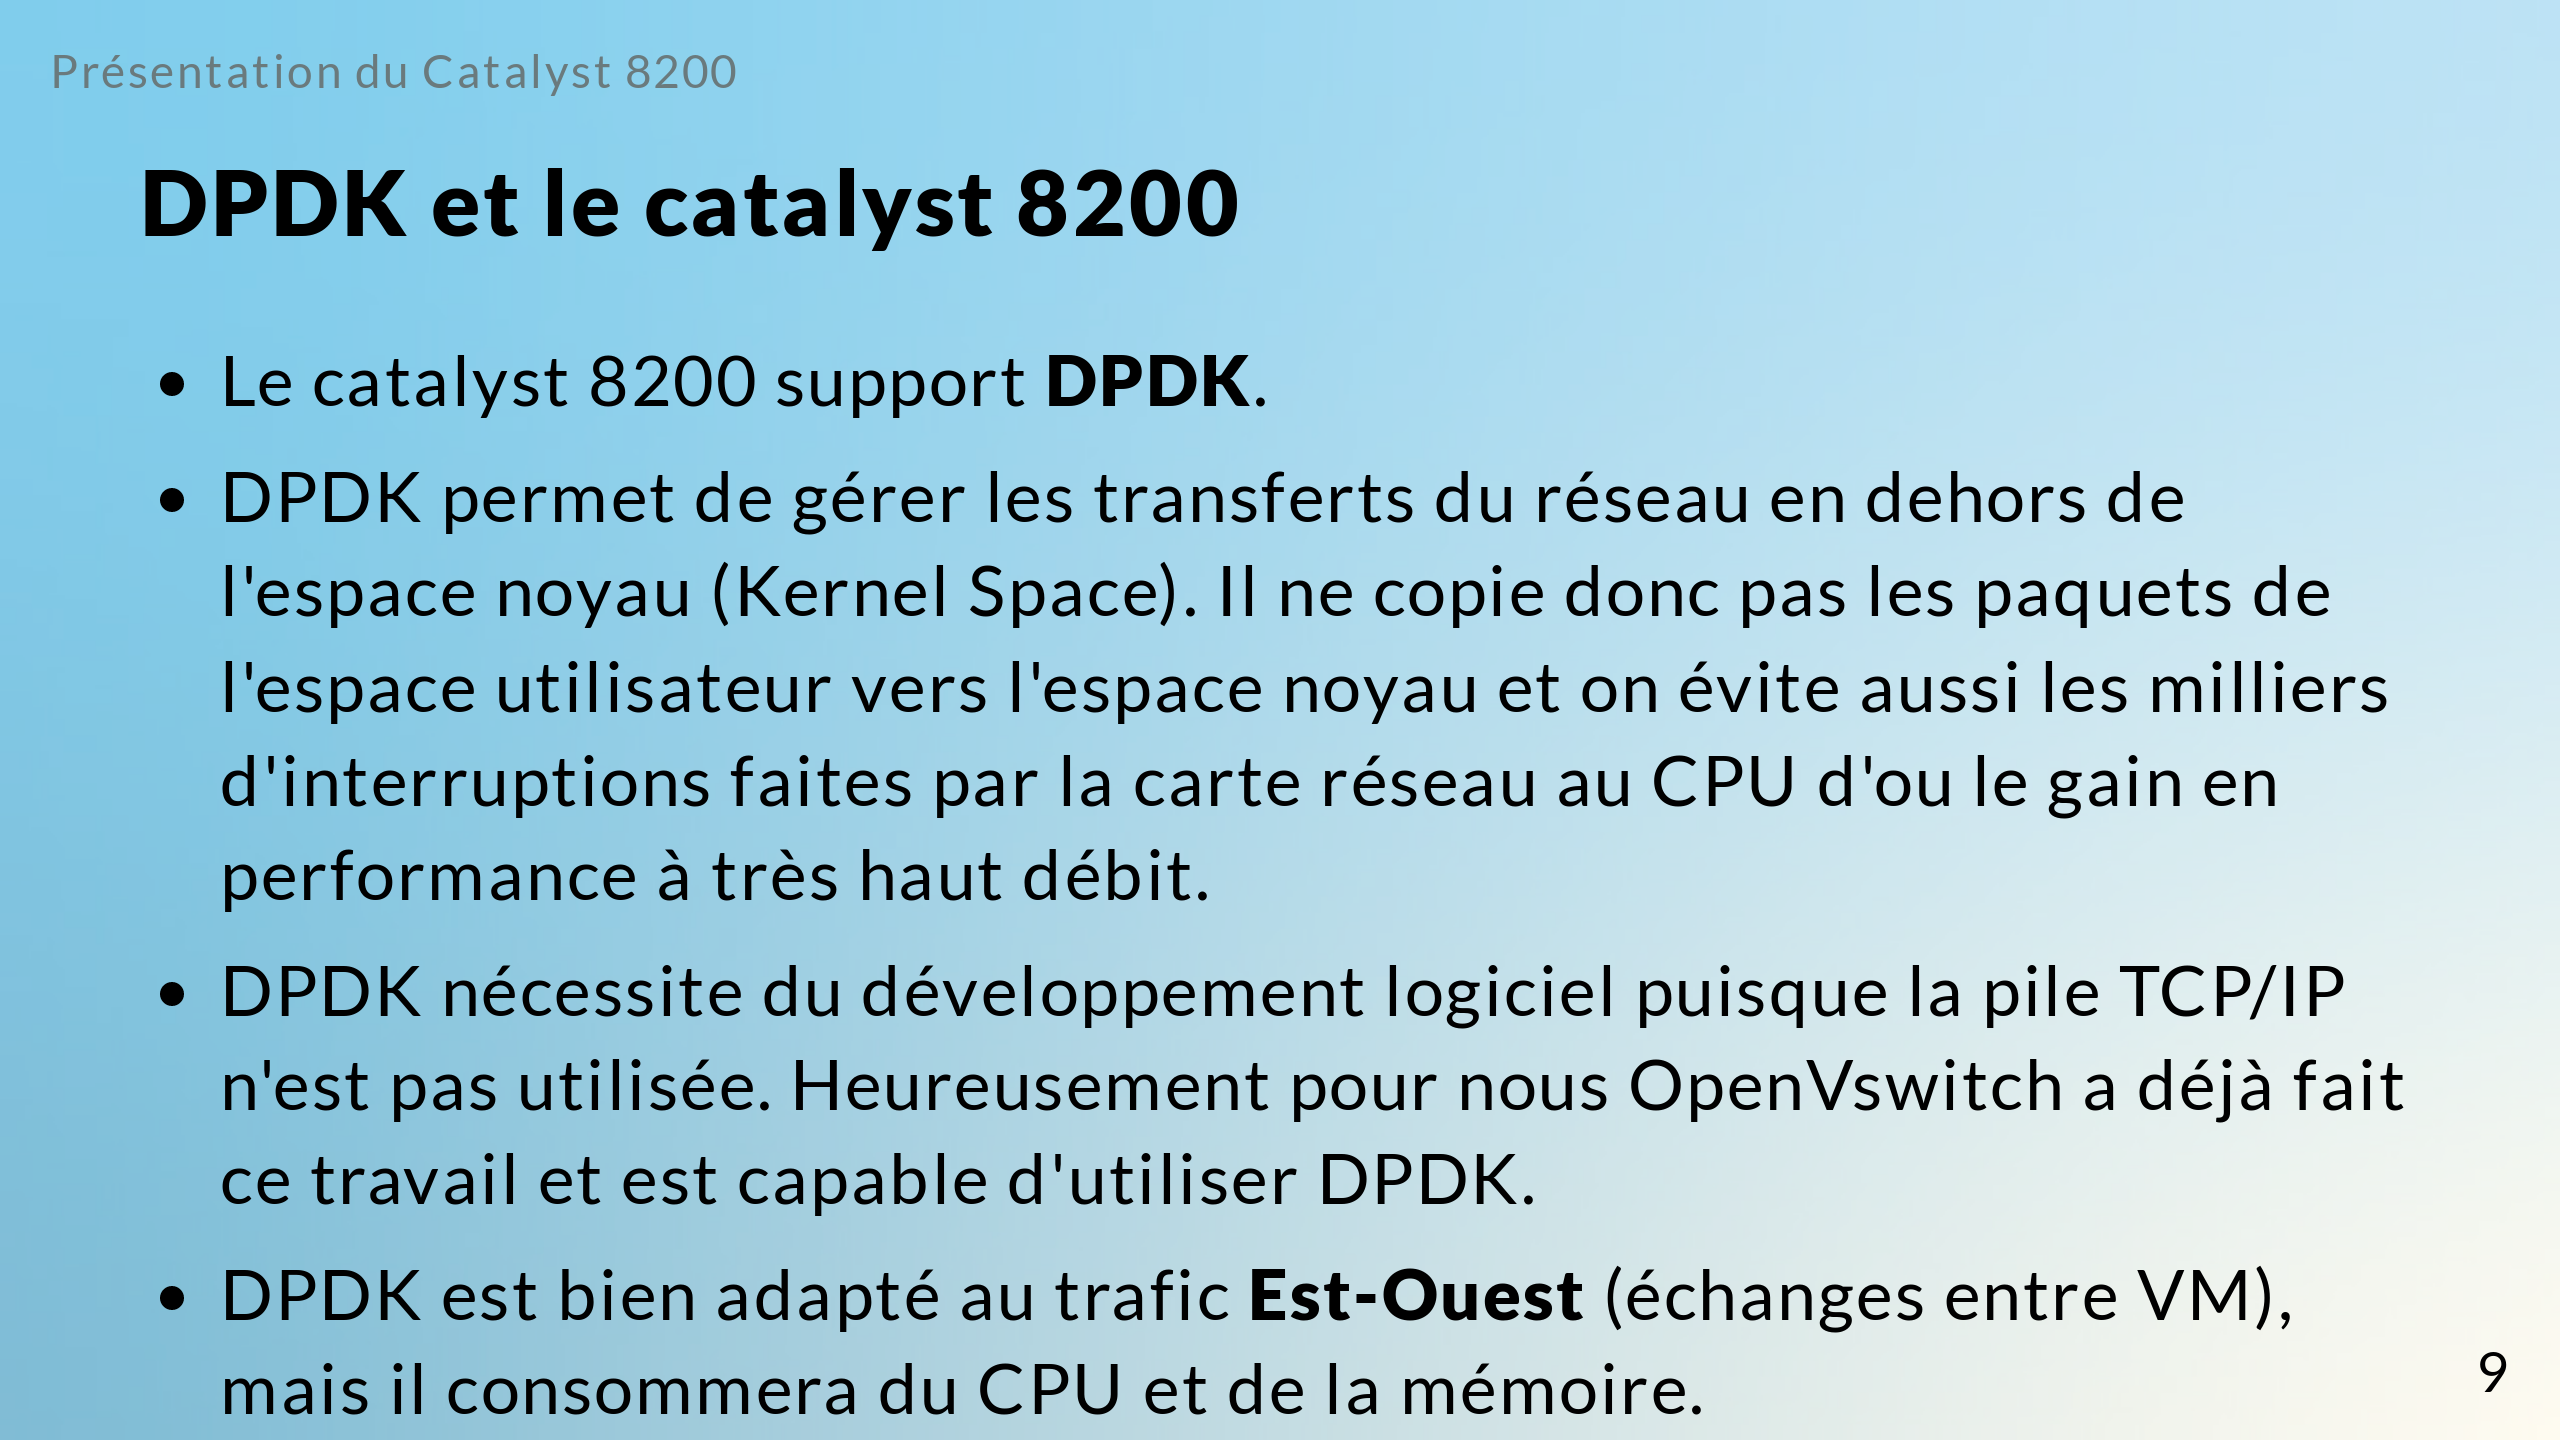 Présentation du Catalyst 8200
DPDK et le catalyst 8200
• Le catalyst 8200 support DPDK.
• DPDK permet de gérer les transferts du réseau en dehors de
l'espace noyau (Kernel Space). Il ne copie donc pas les paquets de
l'espace utilisateur vers l'espace noyau et on évite aussi les milliers
d'interruptions faites par la carte réseau au CPU d'ou le gain en
performance à très haut débit.
• DPDK nécessite du développement logiciel puisque la pile TCP/IP
n'est pas utilisée. Heureusement pour nous OpenVswitch a déjà fait
ce travail et est capable d'utiliser DPDK.
• DPDK est bien adapté au trafic Est-Ouest (échanges entre VM),
mais il consommera du CPU et de la mémoire.
9